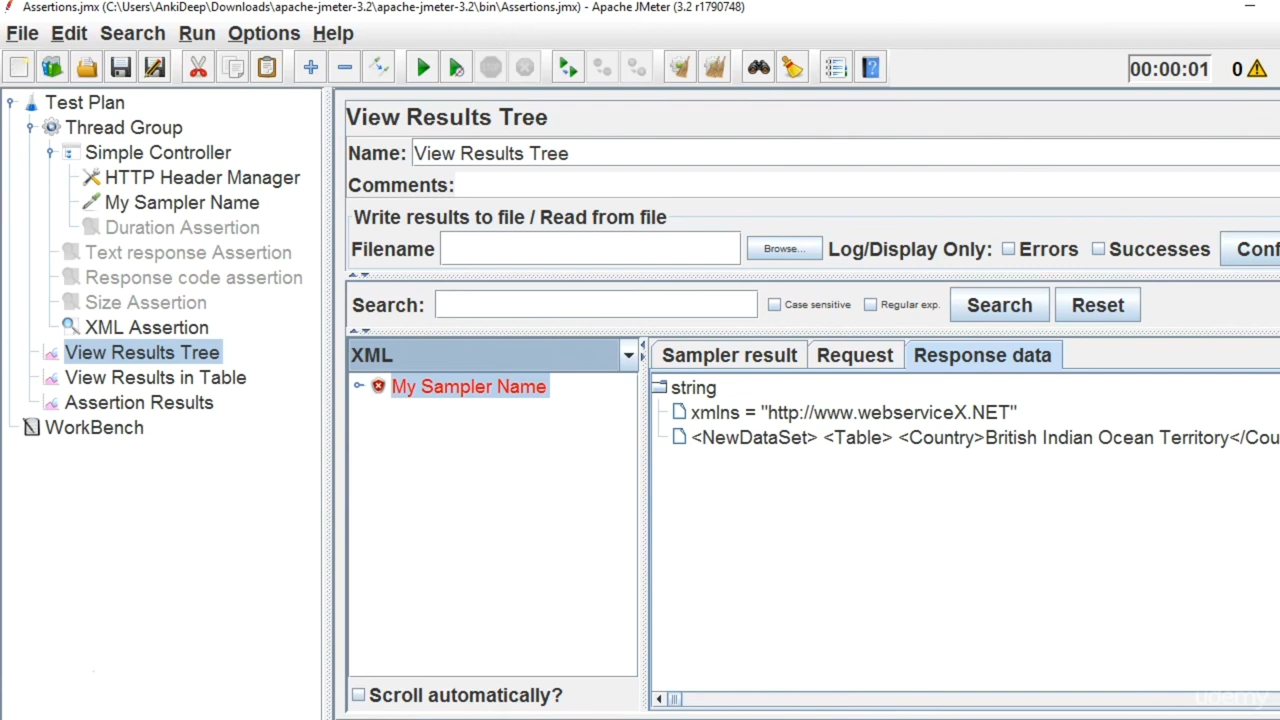 Assertions.jmx (C:\Users\AnkiDeep\Downloads\apache-jmeter-3.2\apache-jmeter-3.2\bin\Assertions.jmx) - Apache JMeter (3.2 r1790748)
File Edit Search Run Options Help
00:00:01 0
Test Plan
Thread Group
Simple Controller
HTTP Header Manager
My Sampler Name
Duration Assertion
Text response Assertion
Response code assertion
Size Assertion
XML Assertion
View Results Tree
View Results in Table
Assertion Results
WorkBench
View Results Tree
Name: View Results Tree
Comments:
Write results to file / Read from file
Filename Browse... Log/Display Only: Errors Successes Conf
Search: Case sensitive Regular exp. Search Reset
XML
My Sampler Name
Scroll automatically?
Sampler result Request Response data
string
xmlns = "http://www.webserviceX.NET"
<NewDataSet> <Table> <Country>British Indian Ocean Territory</Cou
udemy